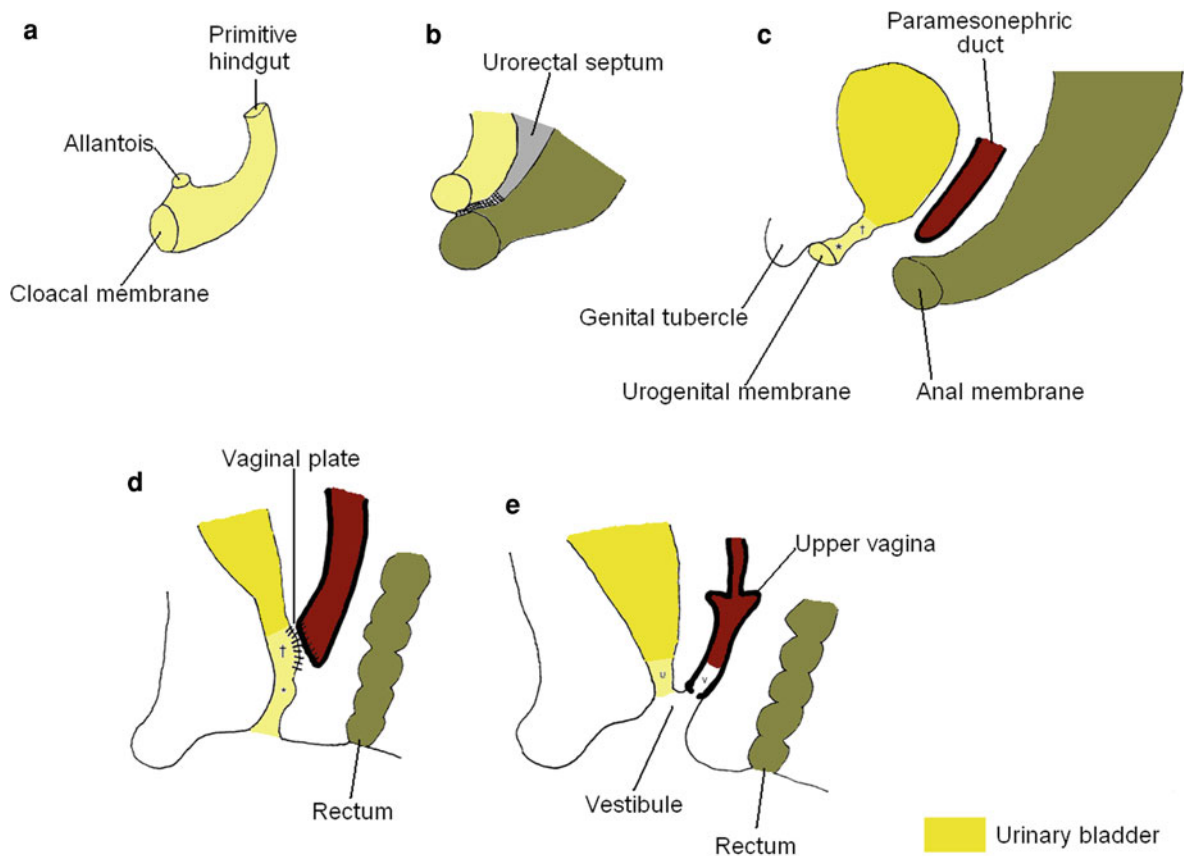 a
Primitive
hindgut
Allantois
Cloacal membrane
b
Urorectal septum
c
Paramesonephric
duct
†
*
Genital tubercle
Urogenital membrane
Anal membrane
d
Vaginal plate
†
*
Rectum
e
Upper vagina
u
v
Vestibule
Rectum
Urinary bladder